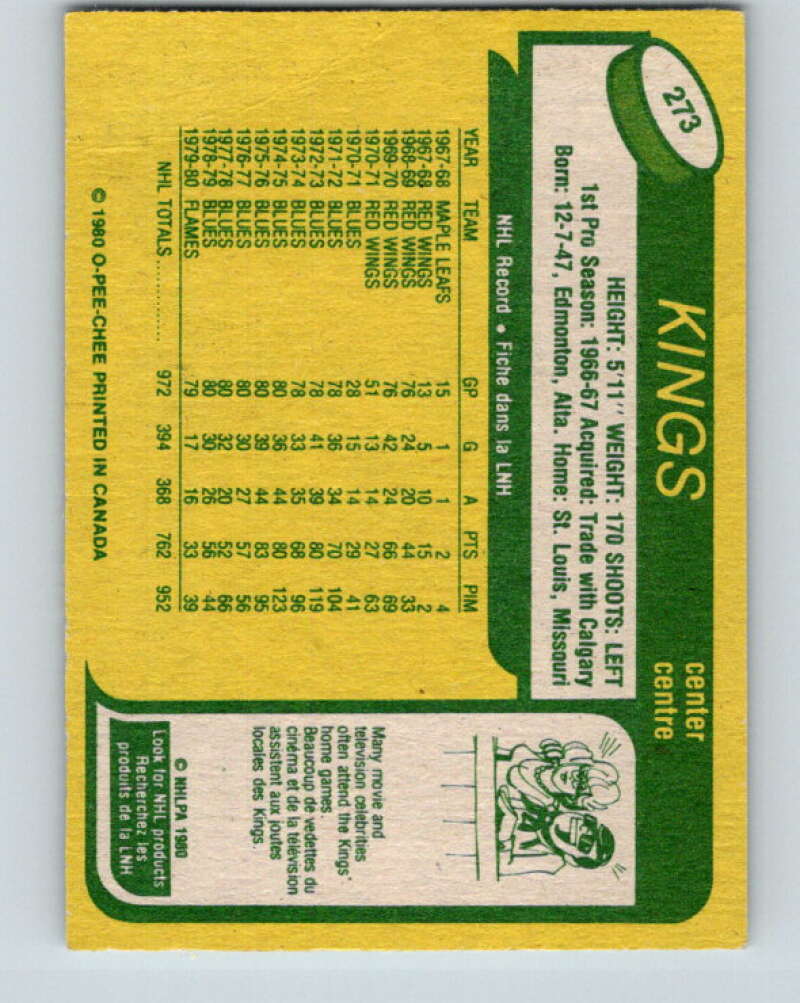 273
KINGS
center
centre
HEIGHT: 5'11" WEIGHT: 170 SHOOTS: LEFT
1st Pro Season: 1966-67 Acquired: Trade with Calgary
Born: 12-7-47, Edmonton, Alta. Home: St. Louis, Missouri
NHL Record • Fiche dans la LNH
YEAR TEAM GP G A PTS PIM
1967-68 MAPLE LEAFS 15 1 1 2 4
1967-68 RED WINGS 13 5 10 15 2
1968-69 RED WINGS 76 24 20 44 33
1969-70 RED WINGS 76 42 24 66 69
1970-71 RED WINGS 51 13 14 27 63
1970-71 BLUES 28 15 14 29 41
1971-72 BLUES 78 36 34 70 104
1972-73 BLUES 78 41 39 80 119
1973-74 BLUES 78 33 35 68 96
1974-75 BLUES 80 36 44 80 123
1975-76 BLUES 80 39 44 83 95
1976-77 BLUES 80 30 27 57 56
1977-78 BLUES 80 32 20 52 66
1978-79 BLUES 80 30 26 56 44
1979-80 FLAMES 79 17 16 33 39
NHL TOTALS............ 972 394 368 762 952
© 1980 O-PEE-CHEE PRINTED IN CANADA
Many movie and
television celebrities
often attend the Kings'
home games.
Beaucoup de vedettes du
cinéma et de la télévision
assistent aux joutes
locales des Kings.
© NHLPA 1980
Look for NHL products
Recherchez les
produits de la LNH